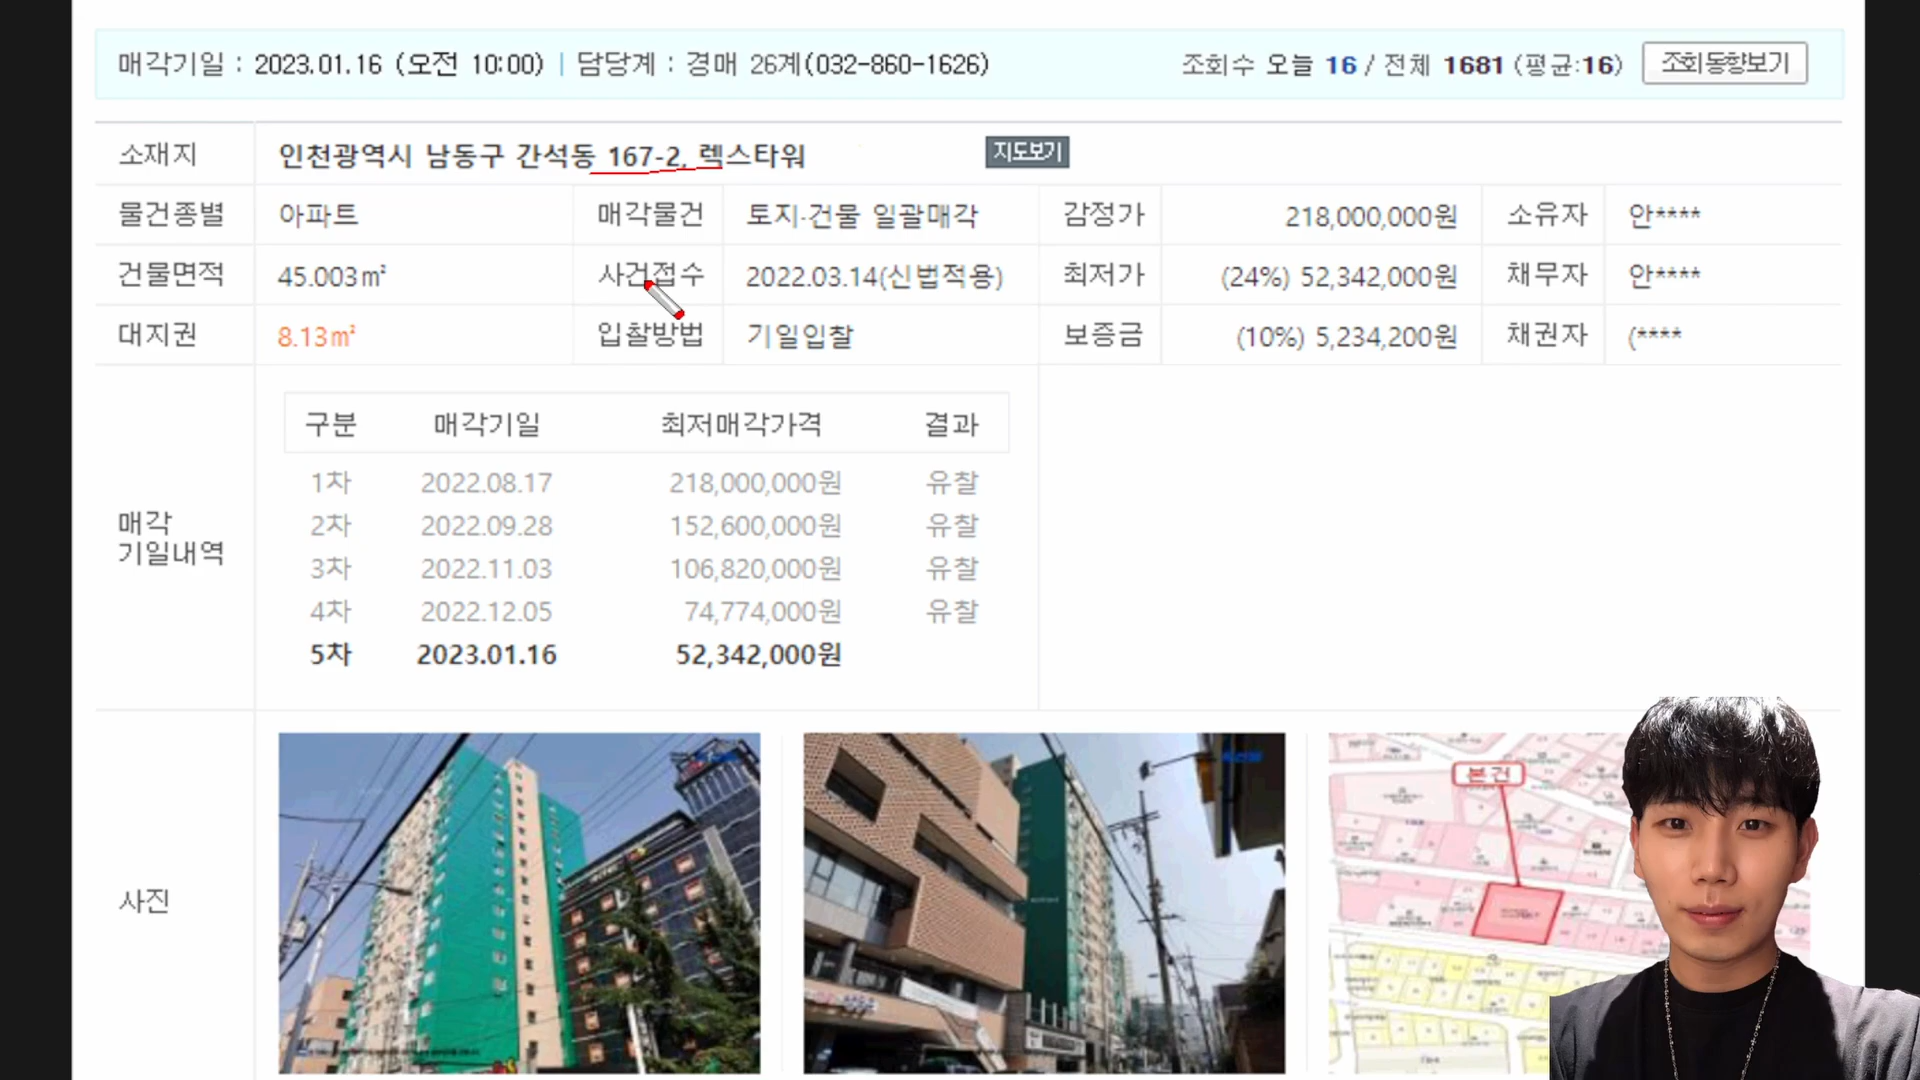 매각기일 : 2023.01.16 (오전 10:00) | 담당계 : 경매 26계(032-860-1626) 조회수 오늘 16 / 전체 1681 (평균:16) 조회동향보기
소재지 인천광역시 남동구 간석동 167-2, 렉스타워 지도보기
물건종별 아파트 매각물건 토지·건물 일괄매각 감정가 218,000,000원 소유자 안****
건물면적 45.003㎡ 사건접수 2022.03.14(신법적용) 최저가 (24%) 52,342,000원 채무자 안****
대지권 8.13㎡ 입찰방법 기일입찰 보증금 (10%) 5,234,200원 채권자 (****
매각
기일내역
구분 매각기일 최저매각가격 결과
1차 2022.08.17 218,000,000원 유찰
2차 2022.09.28 152,600,000원 유찰
3차 2022.11.03 106,820,000원 유찰
4차 2022.12.05 74,774,000원 유찰
5차 2023.01.16 52,342,000원
사진
본건